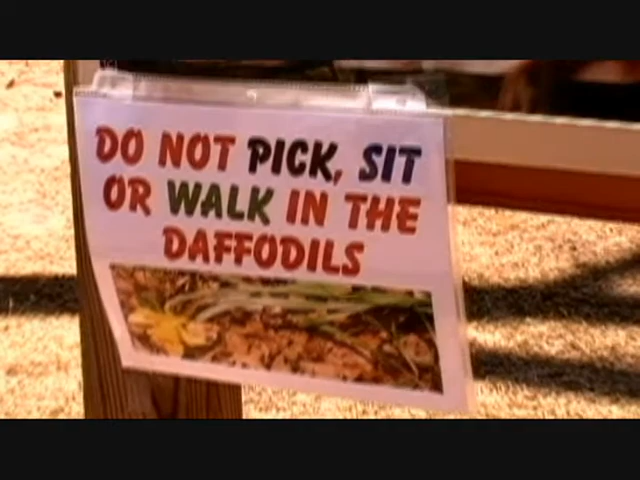 DO NOT PICK, SIT
OR WALK IN THE
DAFFODILS